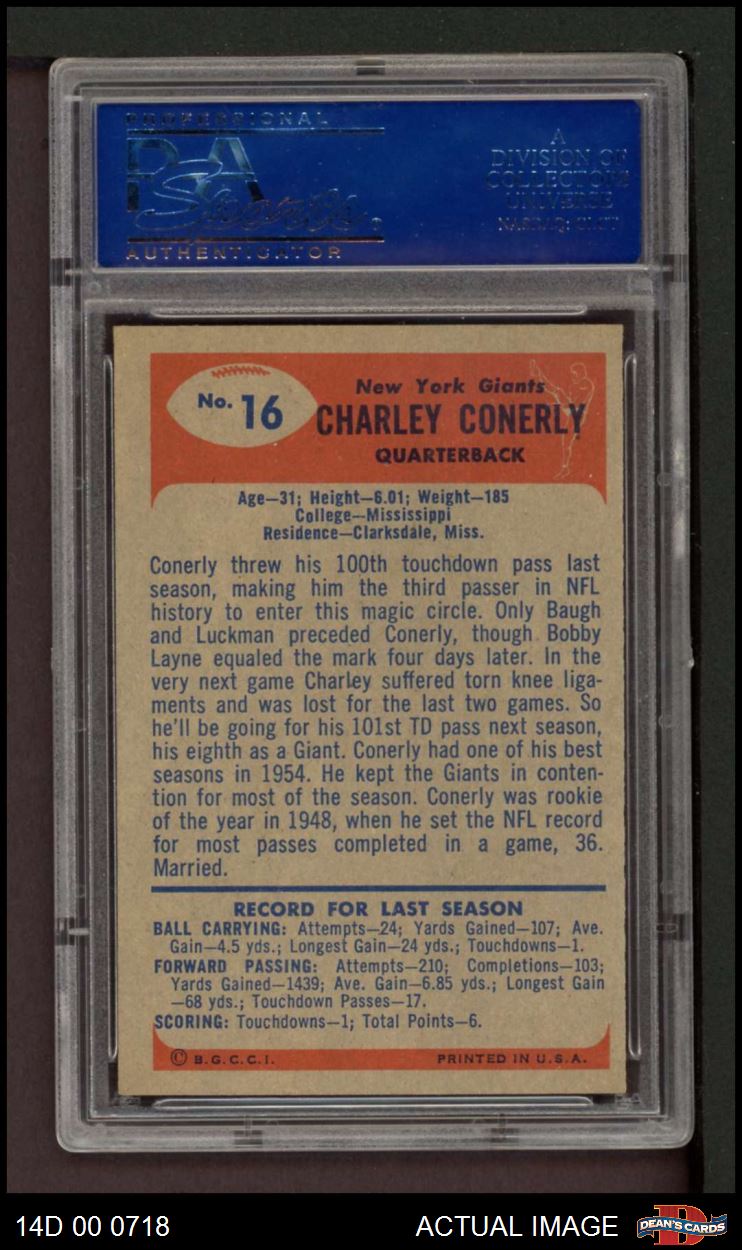 PROFESSIONAL
PSA
Sports
AUTHENTICATOR
A
DIVISION OF
COLLECTORS
UNIVERSE
NASDAQ: CLCT
No. 16
New York Giants
CHARLEY CONERLY
QUARTERBACK
Age—31; Height—6.01; Weight—185
College—Mississippi
Residence—Clarksdale, Miss.
Conerly threw his 100th touchdown pass last
season, making him the third passer in NFL
history to enter this magic circle. Only Baugh
and Luckman preceded Conerly, though Bobby
Layne equaled the mark four days later. In the
very next game Charley suffered torn knee liga-
ments and was lost for the last two games. So
he'll be going for his 101st TD pass next season,
his eighth as a Giant. Conerly had one of his best
seasons in 1954. He kept the Giants in conten-
tion for most of the season. Conerly was rookie
of the year in 1948, when he set the NFL record
for most passes completed in a game, 36.
Married.
RECORD FOR LAST SEASON
BALL CARRYING: Attempts—24; Yards Gained—107; Ave.
Gain—4.5 yds.; Longest Gain—24 yds.; Touchdowns—1.
FORWARD PASSING: Attempts—210; Completions—103;
Yards Gained—1439; Ave. Gain—6.85 yds.; Longest Gain
—68 yds.; Touchdown Passes—17.
SCORING: Touchdowns—1; Total Points—6.
© B.G.C.C.I. PRINTED IN U.S.A.
14D 00 0718 ACTUAL IMAGE DEAN'S CARDS